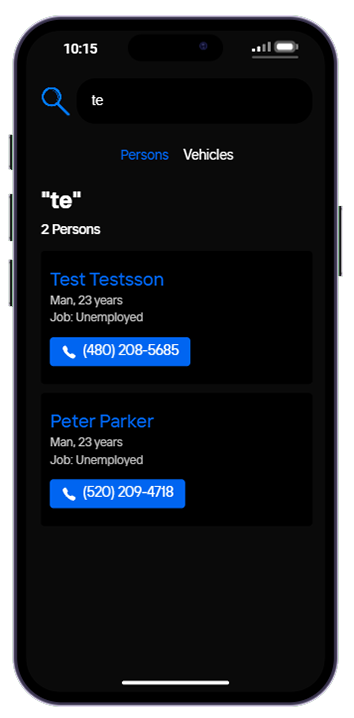 10:15
te
Persons Vehicles
"te"
2 Persons
Test Testsson
Man, 23 years
Job: Unemployed
(480) 208-5685
Peter Parker
Man, 23 years
Job: Unemployed
(520) 209-4718